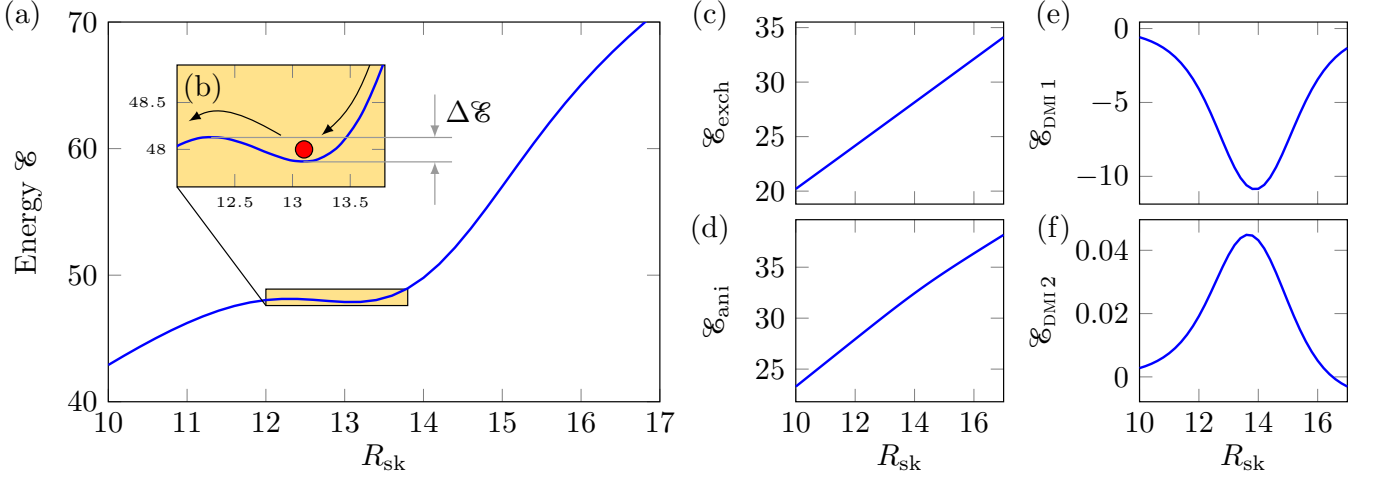 (a)
70
60
50
40
Energy ℰ
10 11 12 13 14 15 16 17
R_sk
(b)
48.5
48
12.5 13 13.5
Δℰ
(c)
35
30
25
20
ℰ_exch
(d)
35
30
25
ℰ_ani
10 12 14 16
R_sk
(e)
0
−5
−10
ℰ_DMI 1
(f)
0.04
0.02
0
ℰ_DMI 2
10 12 14 16
R_sk